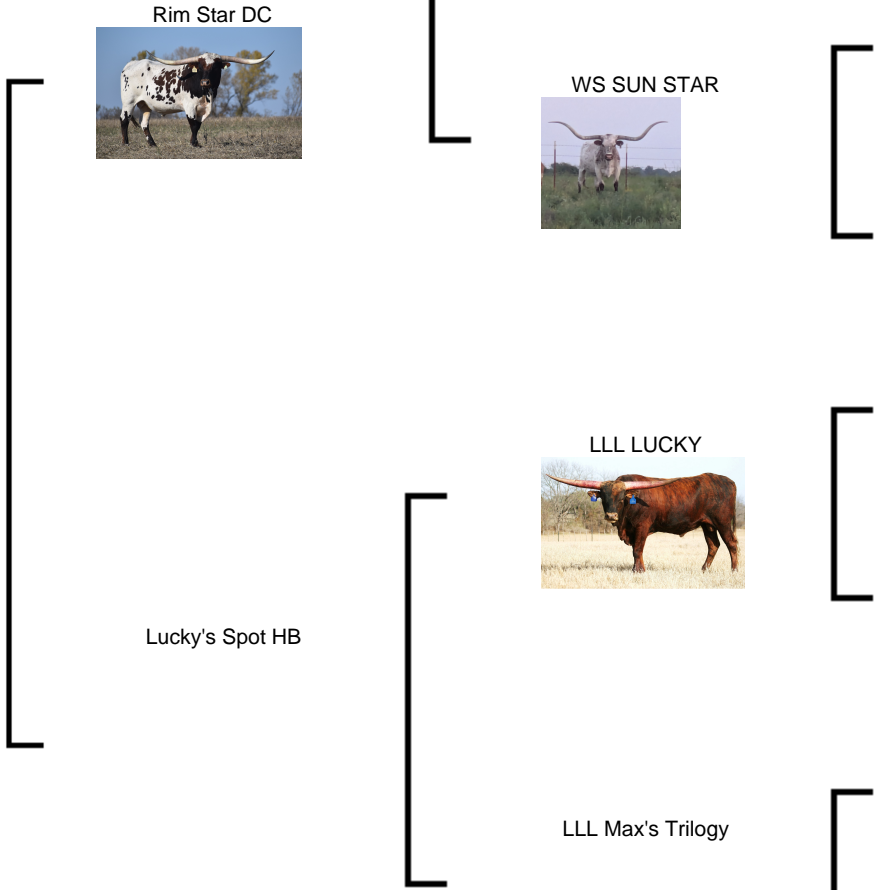 Rim Star DC
WS SUN STAR
LLL LUCKY
Lucky's Spot HB
LLL Max's Trilogy